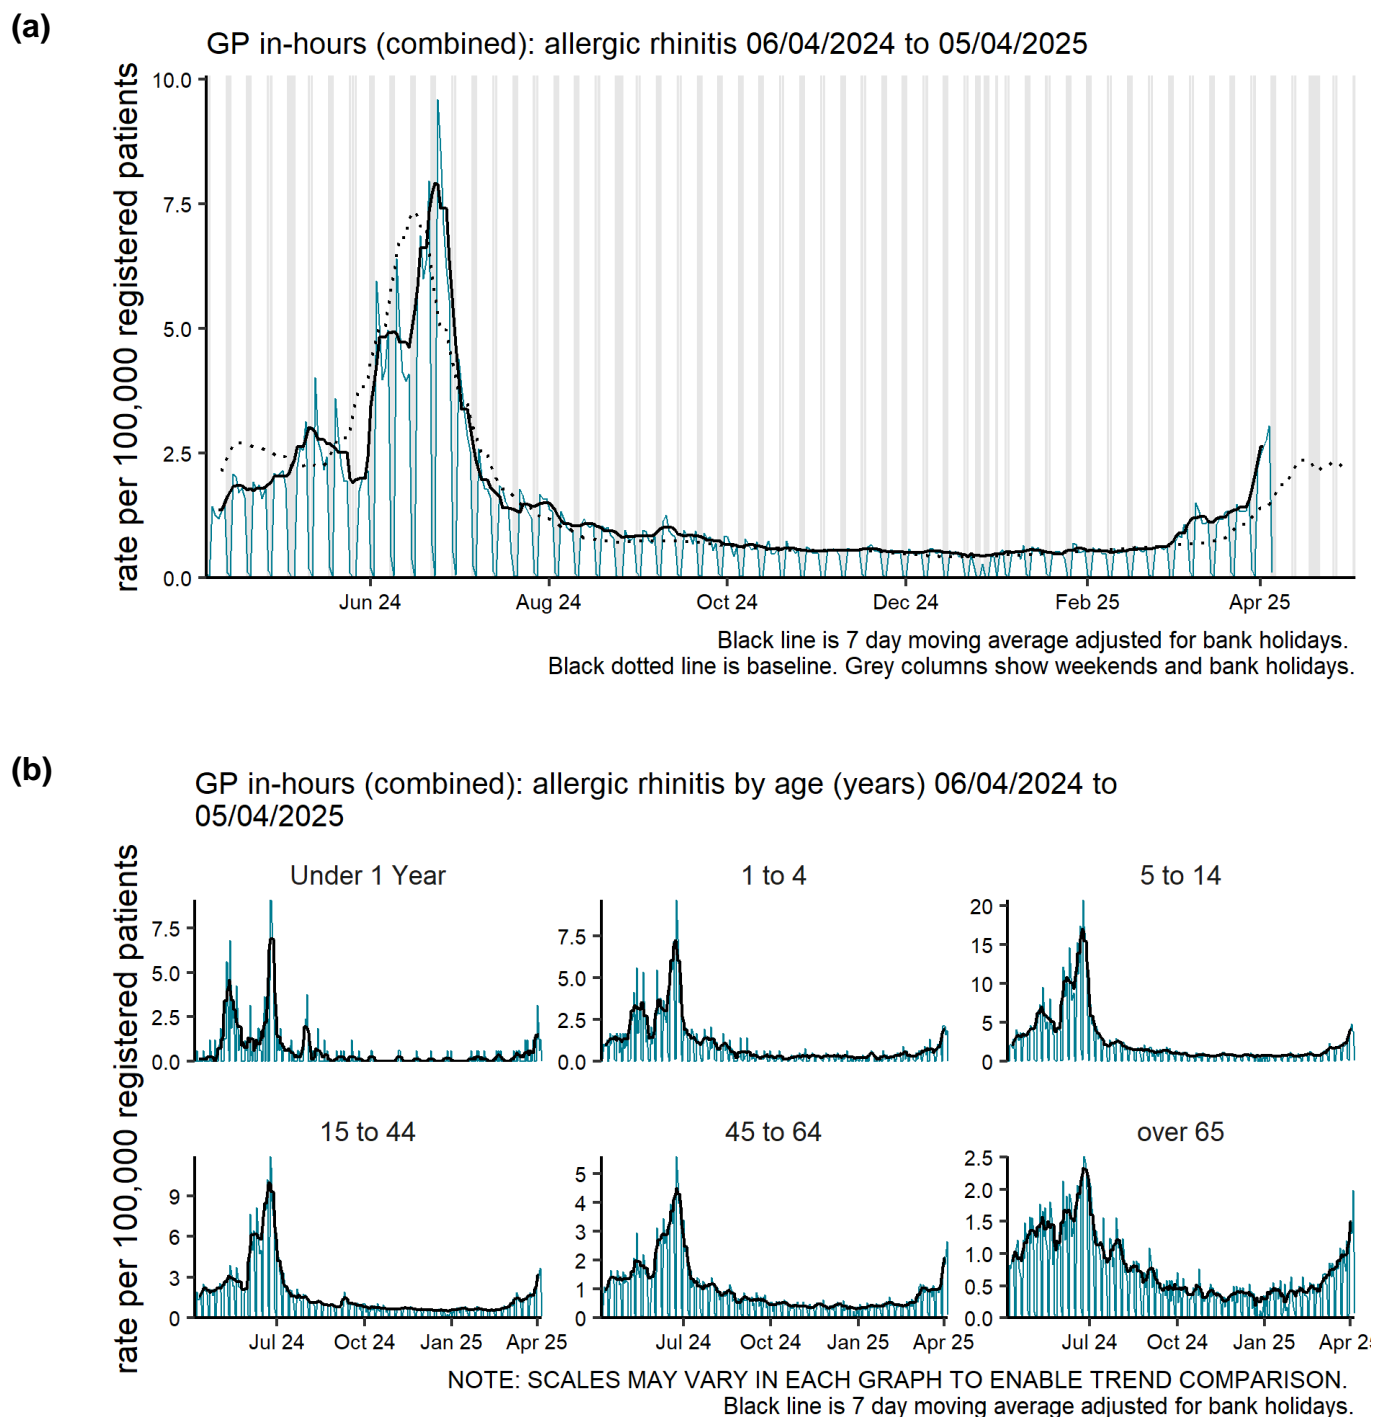 (a)
GP in-hours (combined): allergic rhinitis 06/04/2024 to 05/04/2025
rate per 100,000 registered patients
10.0
7.5
5.0
2.5
0.0
Jun 24 Aug 24 Oct 24 Dec 24 Feb 25 Apr 25
Black line is 7 day moving average adjusted for bank holidays.
Black dotted line is baseline. Grey columns show weekends and bank holidays.
(b)
GP in-hours (combined): allergic rhinitis by age (years) 06/04/2024 to
05/04/2025
rate per 100,000 registered patients
Under 1 Year
7.5
5.0
2.5
0.0
1 to 4
7.5
5.0
2.5
0.0
5 to 14
20
15
10
5
0
15 to 44
9
6
3
0
Jul 24 Oct 24 Jan 25 Apr 25
45 to 64
5
4
3
2
1
0
Jul 24 Oct 24 Jan 25 Apr 25
over 65
2.5
2.0
1.5
1.0
0.5
0.0
Jul 24 Oct 24 Jan 25 Apr
NOTE: SCALES MAY VARY IN EACH GRAPH TO ENABLE TREND COMPARISON.
Black line is 7 day moving average adjusted for bank holidays.